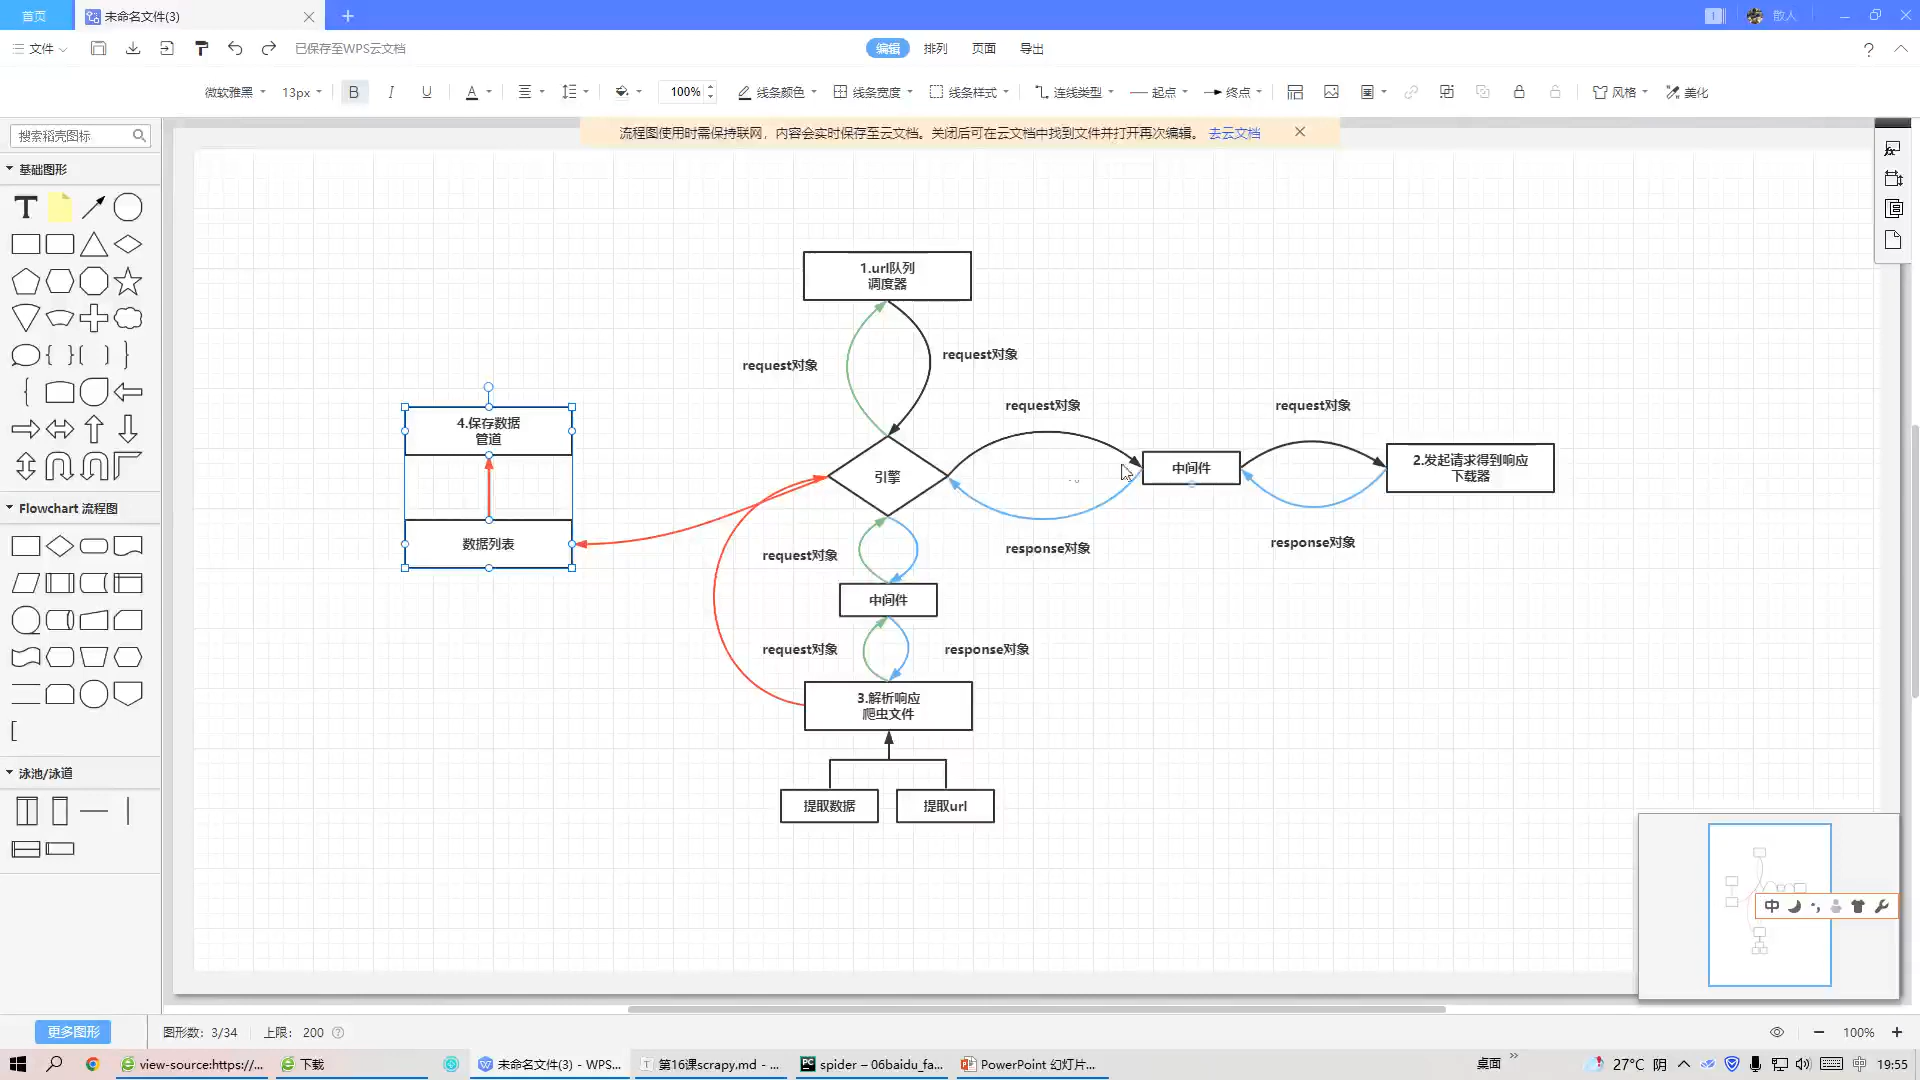 首页
未命名文件(3)
散人
文件
已保存至WPS云文档
编辑
排列
页面
导出
微软雅黑
13px
B
I
U
A
100%
线条颜色
线条宽度
线条样式
连线类型
起点
终点
风格
美化
流程图使用时需保持联网，内容会实时保存至云文档。关闭后可在云文档中找到文件并打开再次编辑。 去云文档
搜索稻壳图标
基础图形
Flowchart 流程图
泳池/泳道
更多图形
1.url队列
调度器
request对象
request对象
request对象
request对象
4.保存数据
管道
数据列表
引擎
中间件
2.发起请求得到响应
下载器
response对象
response对象
request对象
中间件
request对象
response对象
3.解析响应
爬虫文件
提取数据
提取url
中
图形数：3/34
上限：200
100%
view-source:https://...
下载
未命名文件(3) - WPS...
第16课scrapy.md - ...
spider – 06baidu_fa...
PowerPoint 幻灯片...
桌面
27°C 阴
中
19:55